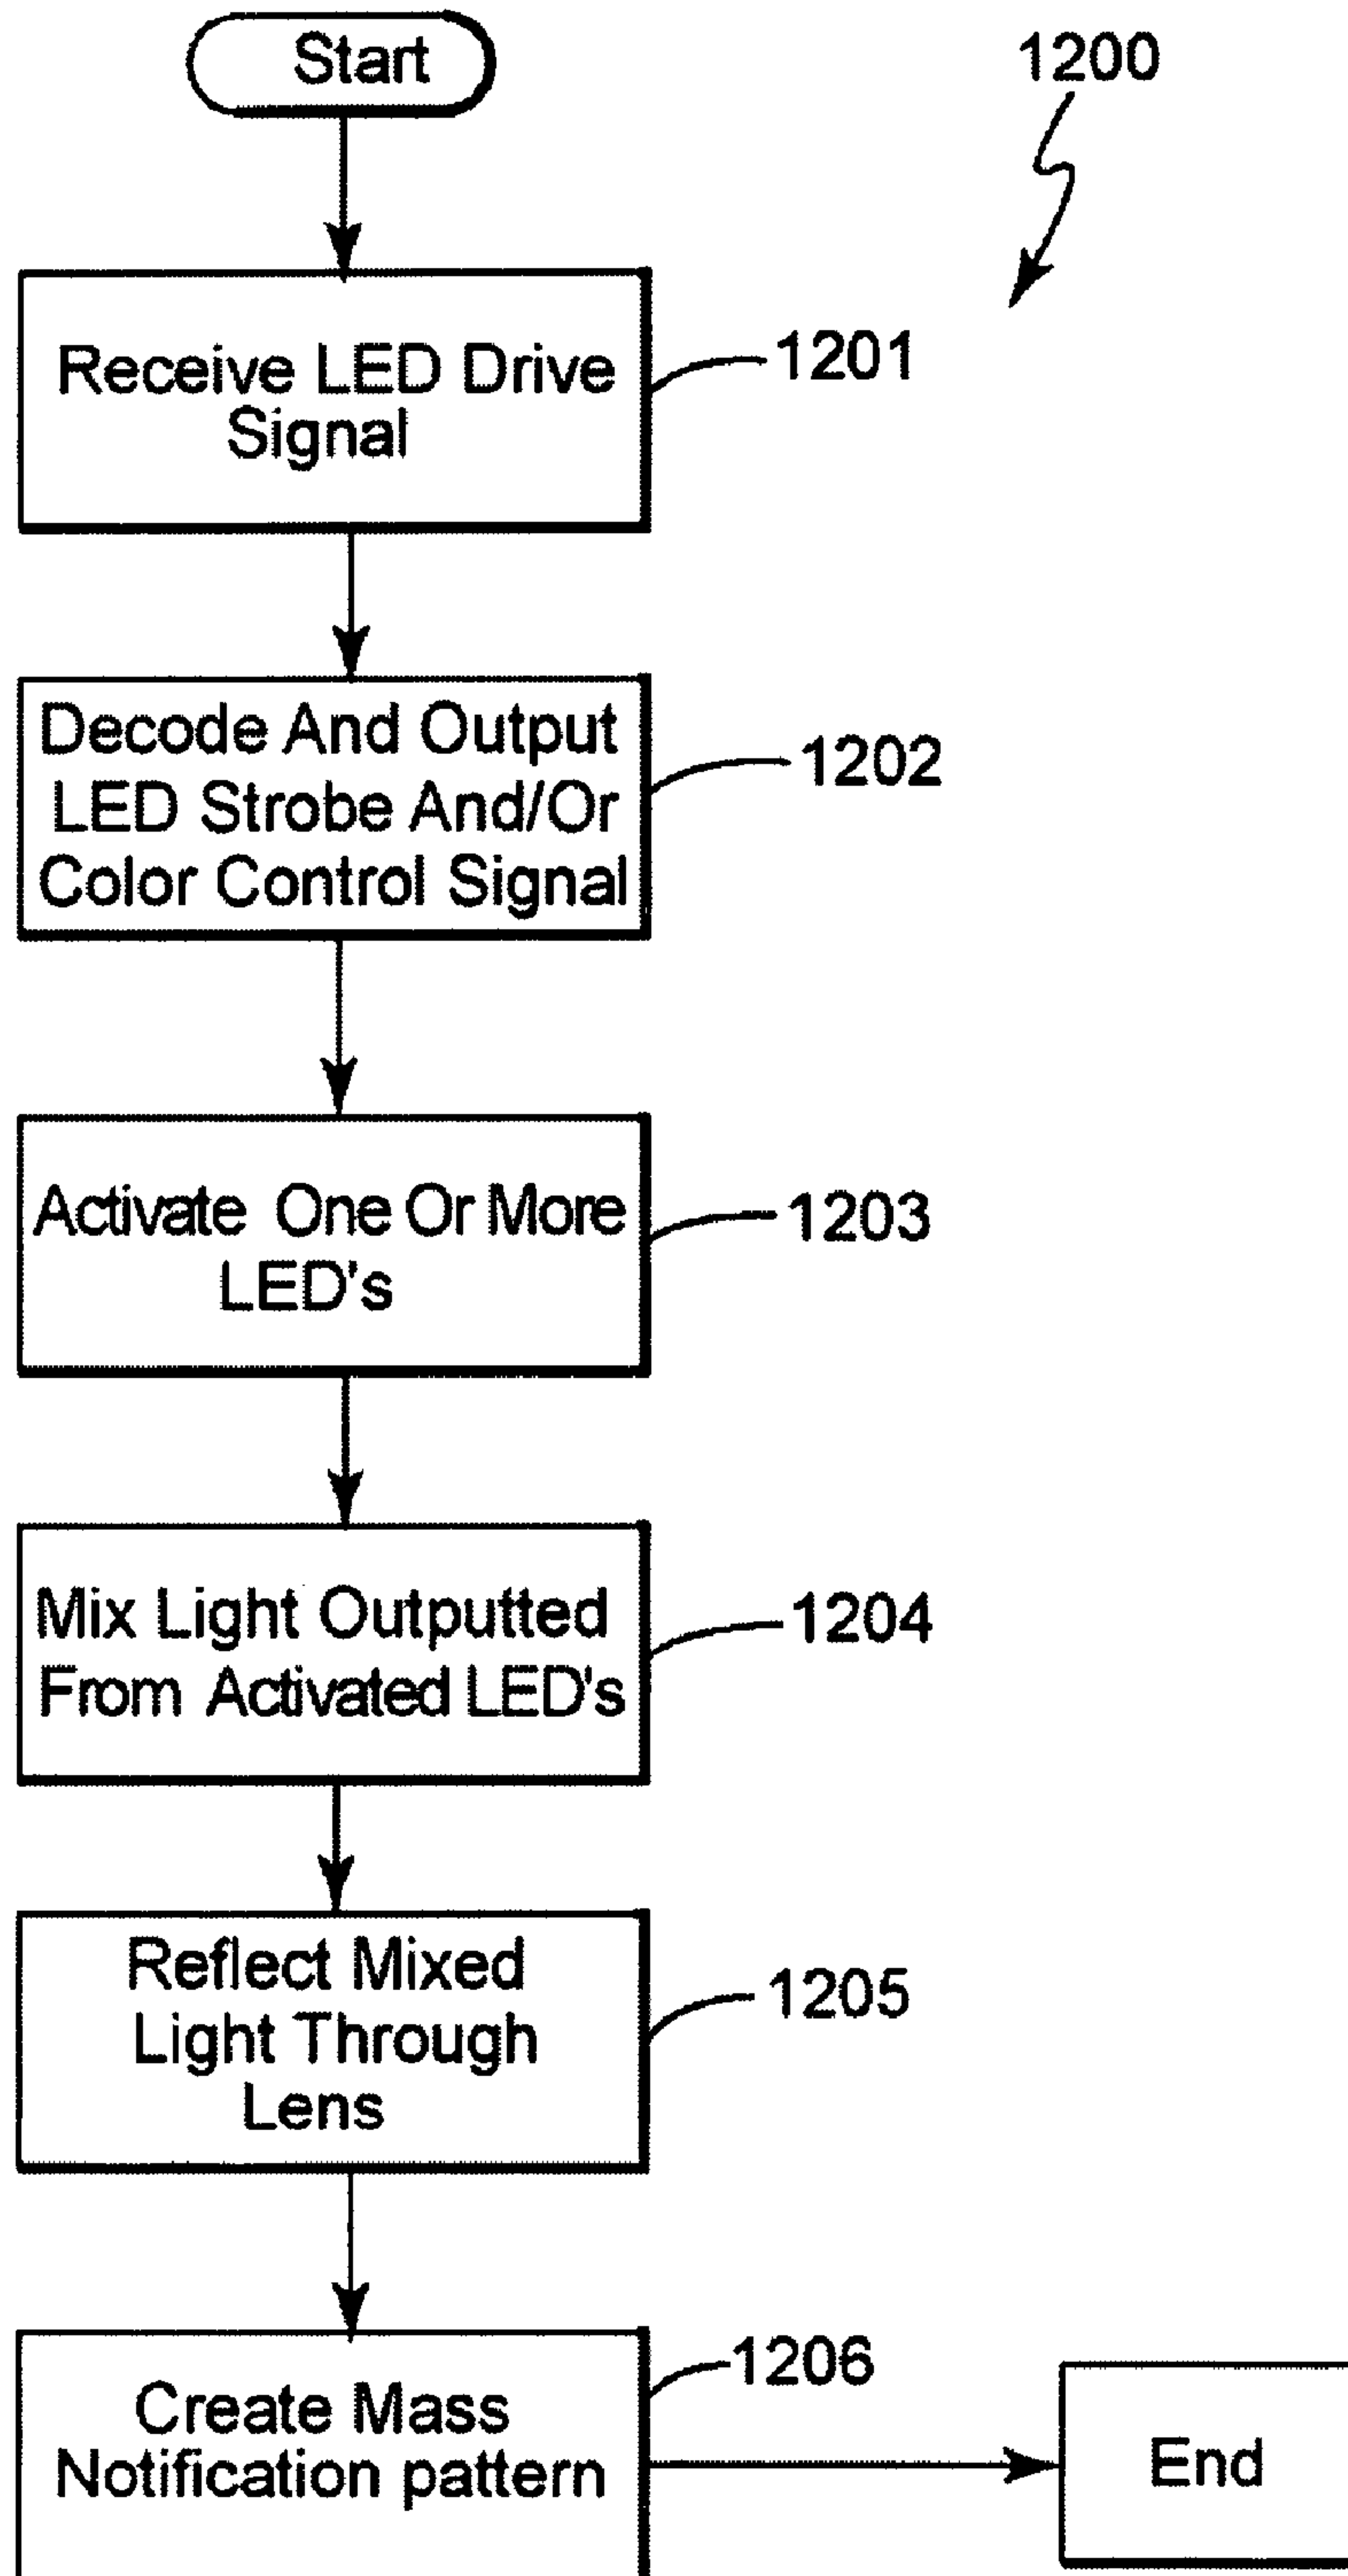 Start
1200
Receive LED Drive
Signal
1201
Decode And Output
LED Strobe And/Or
Color Control Signal
1202
Activate One Or More
LED's
1203
Mix Light Outputted
From Activated LED's
1204
Reflect Mixed
Light Through
Lens
1205
Create Mass
Notification pattern
1206
End